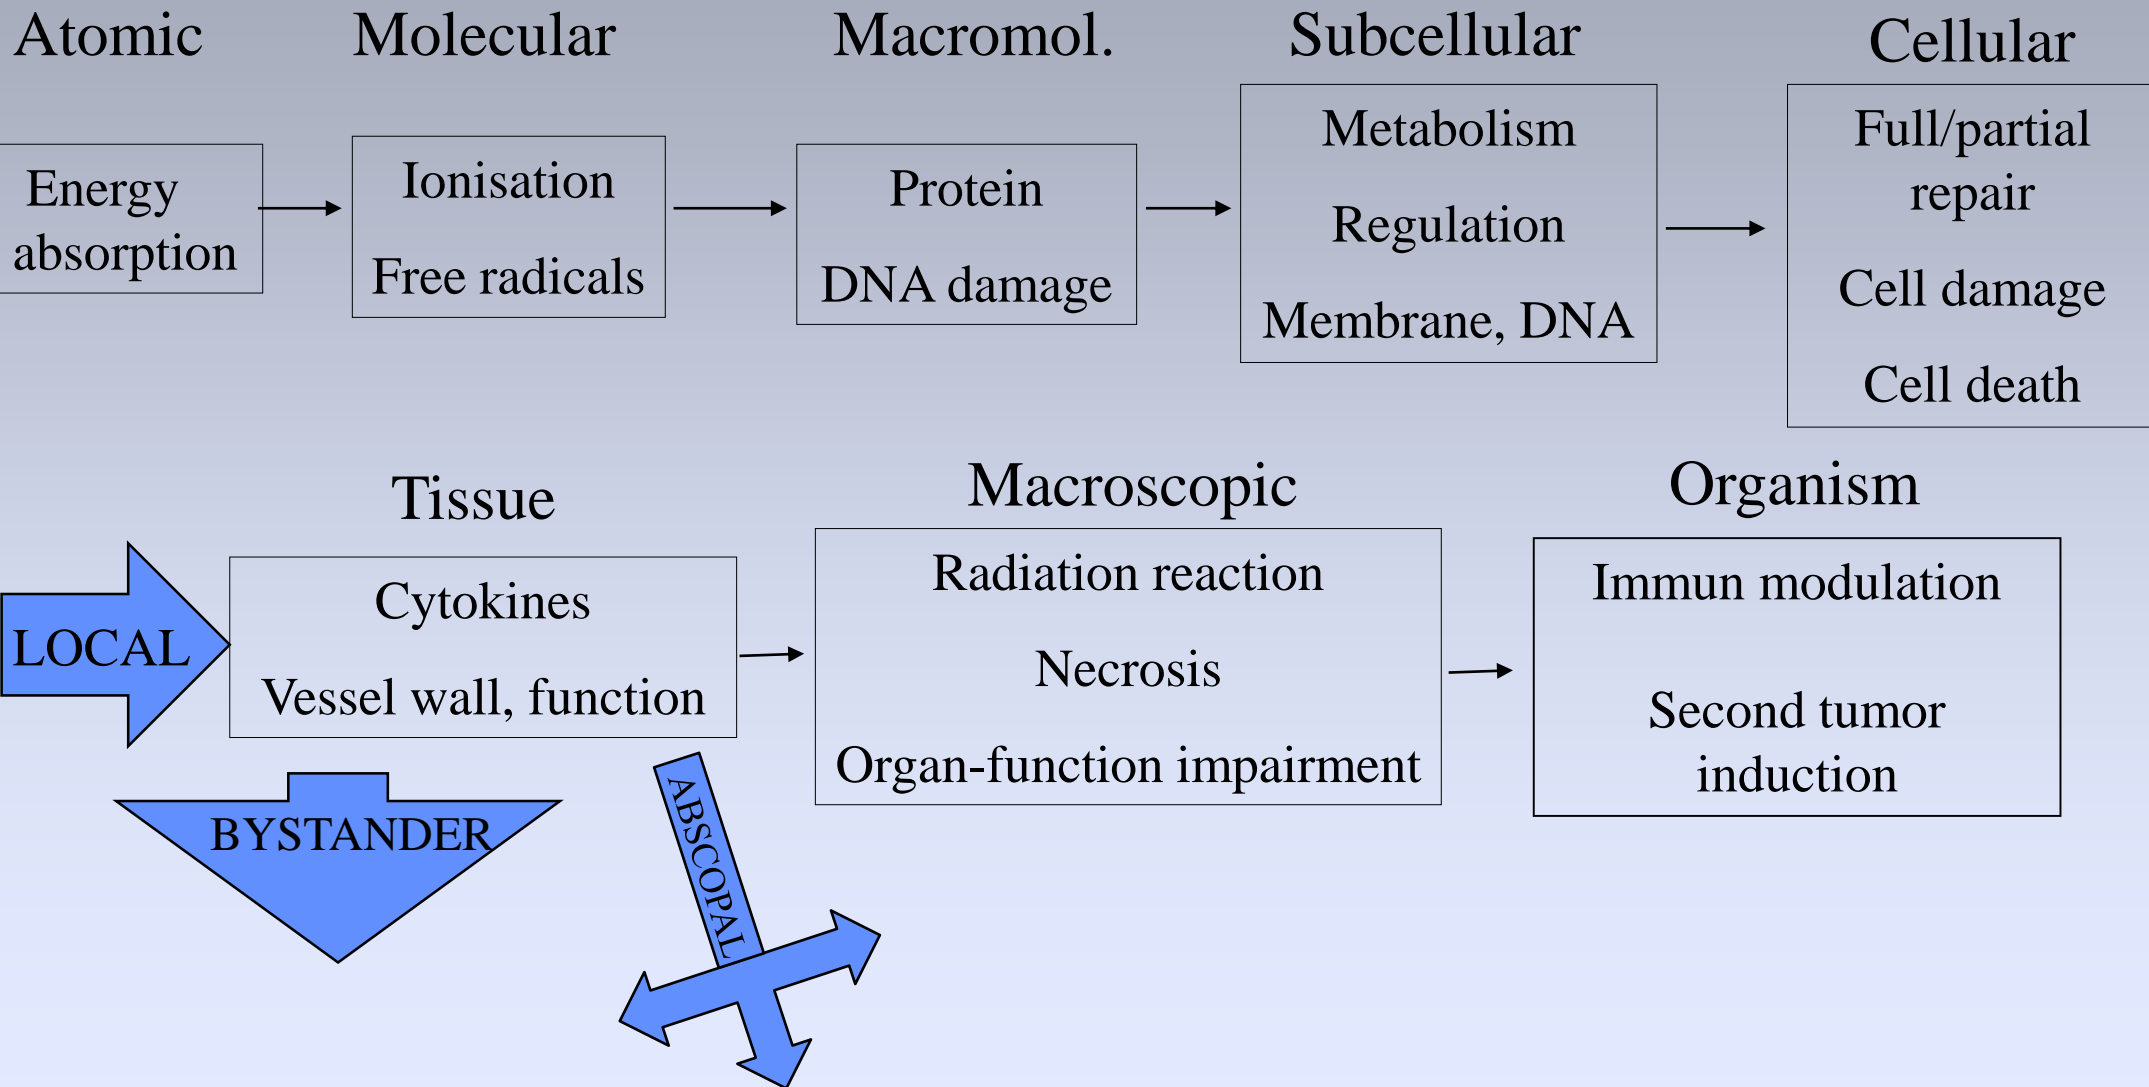 Atomic
Molecular
Macromol.
Subcellular
Cellular
Energy
absorption
Ionisation
Free radicals
Protein
DNA damage
Metabolism
Regulation
Membrane, DNA
Full/partial
repair
Cell damage
Cell death
Tissue
Macroscopic
Organism
LOCAL
Cytokines
Vessel wall, function
Radiation reaction
Necrosis
Organ-function impairment
Immun modulation
Second tumor
induction
BYSTANDER
ABSCOPAL